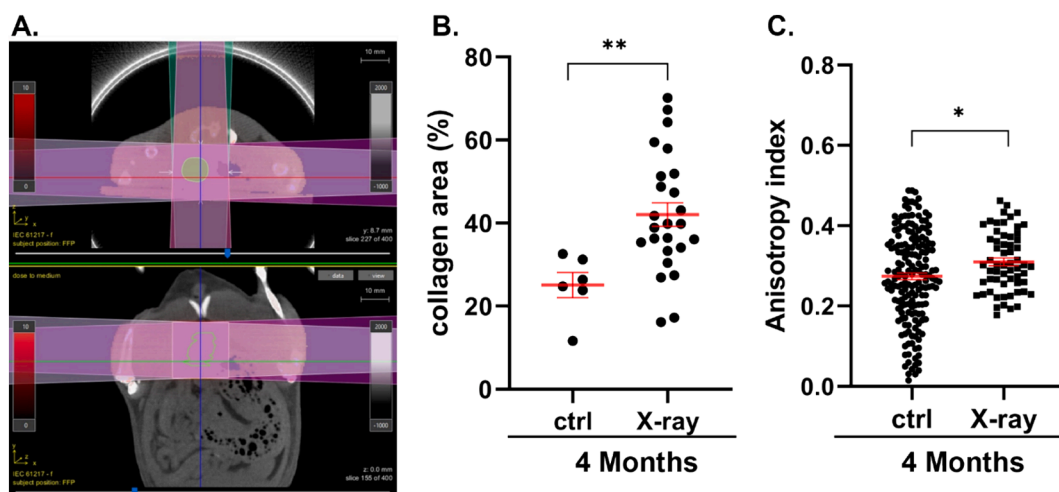 A.
10 mm
10
2000
0
-1000
z
y
x
IEC 61217 - f
subject position: FFP
y: 8.7 mm
slice 227 of 400
dose to medium
data
view
10 mm
10
2000
0
-1000
z
y
x
IEC 61217 - f
subject position: FFP
z: 0.0 mm
slice 155 of 400
B.
**
80
60
40
20
0
collagen area (%)
ctrl
X-ray
4 Months
C.
*
0.8
0.6
0.4
0.2
0.0
Anisotropy index
ctrl
X-ray
4 Months